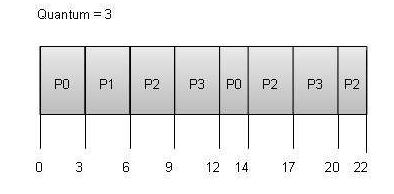 Quantum = 3
P0 P1 P2 P3 P0 P2 P3 P2
0 3 6 9 12 14 17 20 22